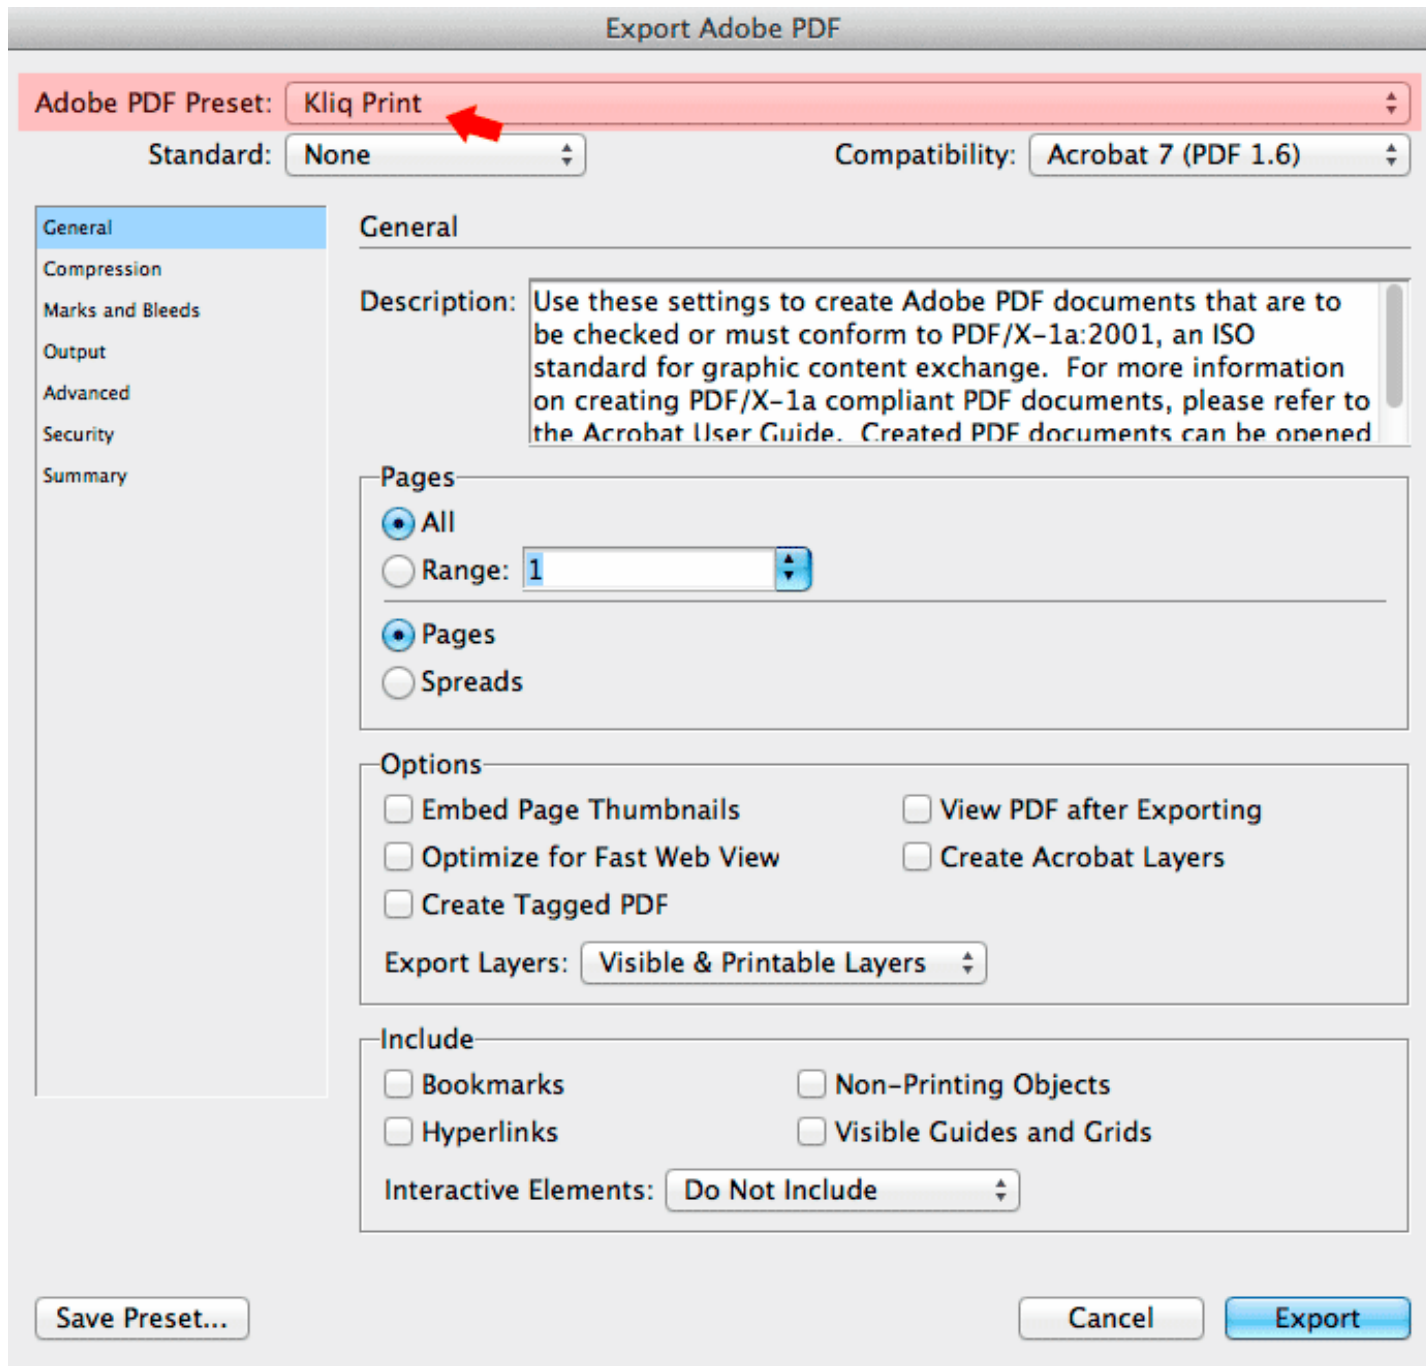 Export Adobe PDF
Adobe PDF Preset: Kliq Print
Standard: None Compatibility: Acrobat 7 (PDF 1.6)
General
Compression
Marks and Bleeds
Output
Advanced
Security
Summary
General
Description: Use these settings to create Adobe PDF documents that are to
be checked or must conform to PDF/X-1a:2001, an ISO
standard for graphic content exchange.  For more information
on creating PDF/X-1a compliant PDF documents, please refer to
the Acrobat User Guide.  Created PDF documents can be opened
Pages
All
Range: 1
Pages
Spreads
Options
Embed Page Thumbnails View PDF after Exporting
Optimize for Fast Web View Create Acrobat Layers
Create Tagged PDF
Export Layers: Visible & Printable Layers
Include
Bookmarks Non-Printing Objects
Hyperlinks Visible Guides and Grids
Interactive Elements: Do Not Include
Save Preset... Cancel Export